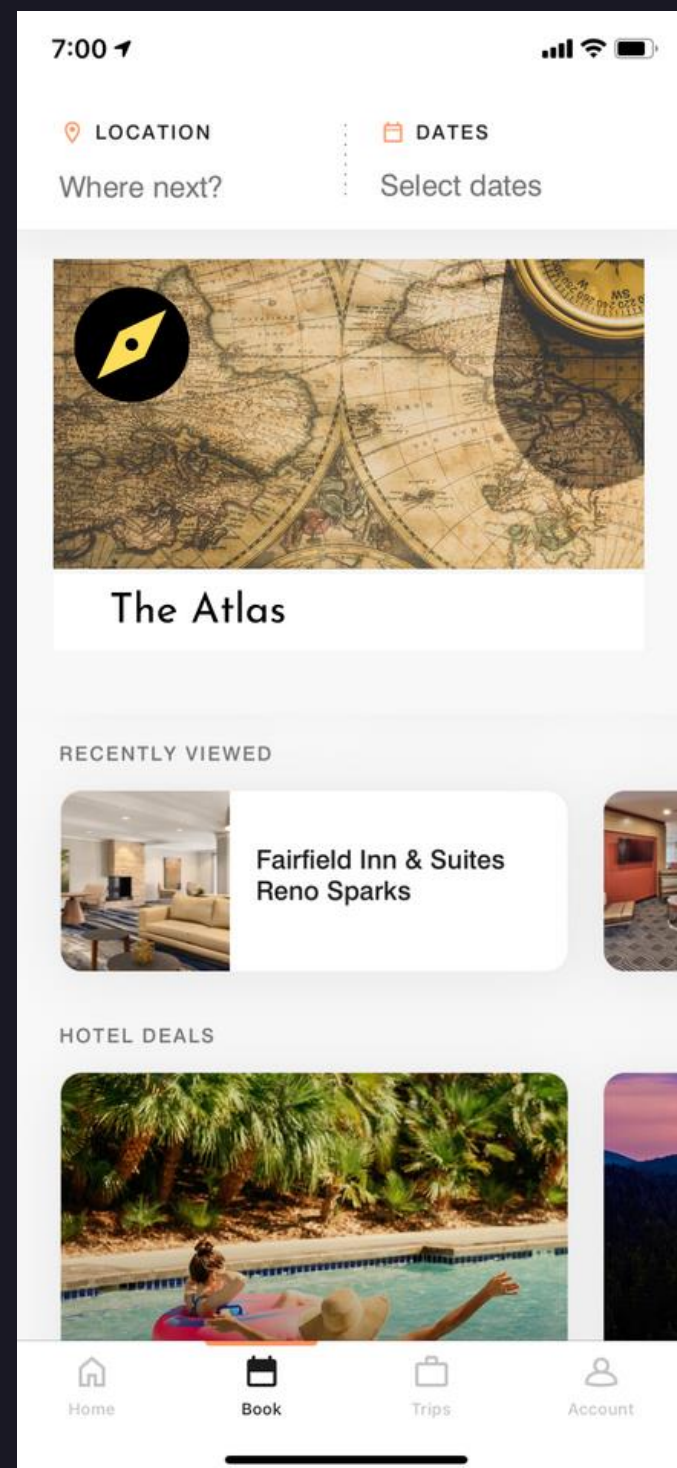 7:00
LOCATION
DATES
Where next?
Select dates
SW
The Atlas
RECENTLY VIEWED
Fairfield Inn & Suites
Reno Sparks
HOTEL DEALS
Home
Book
Trips
Account